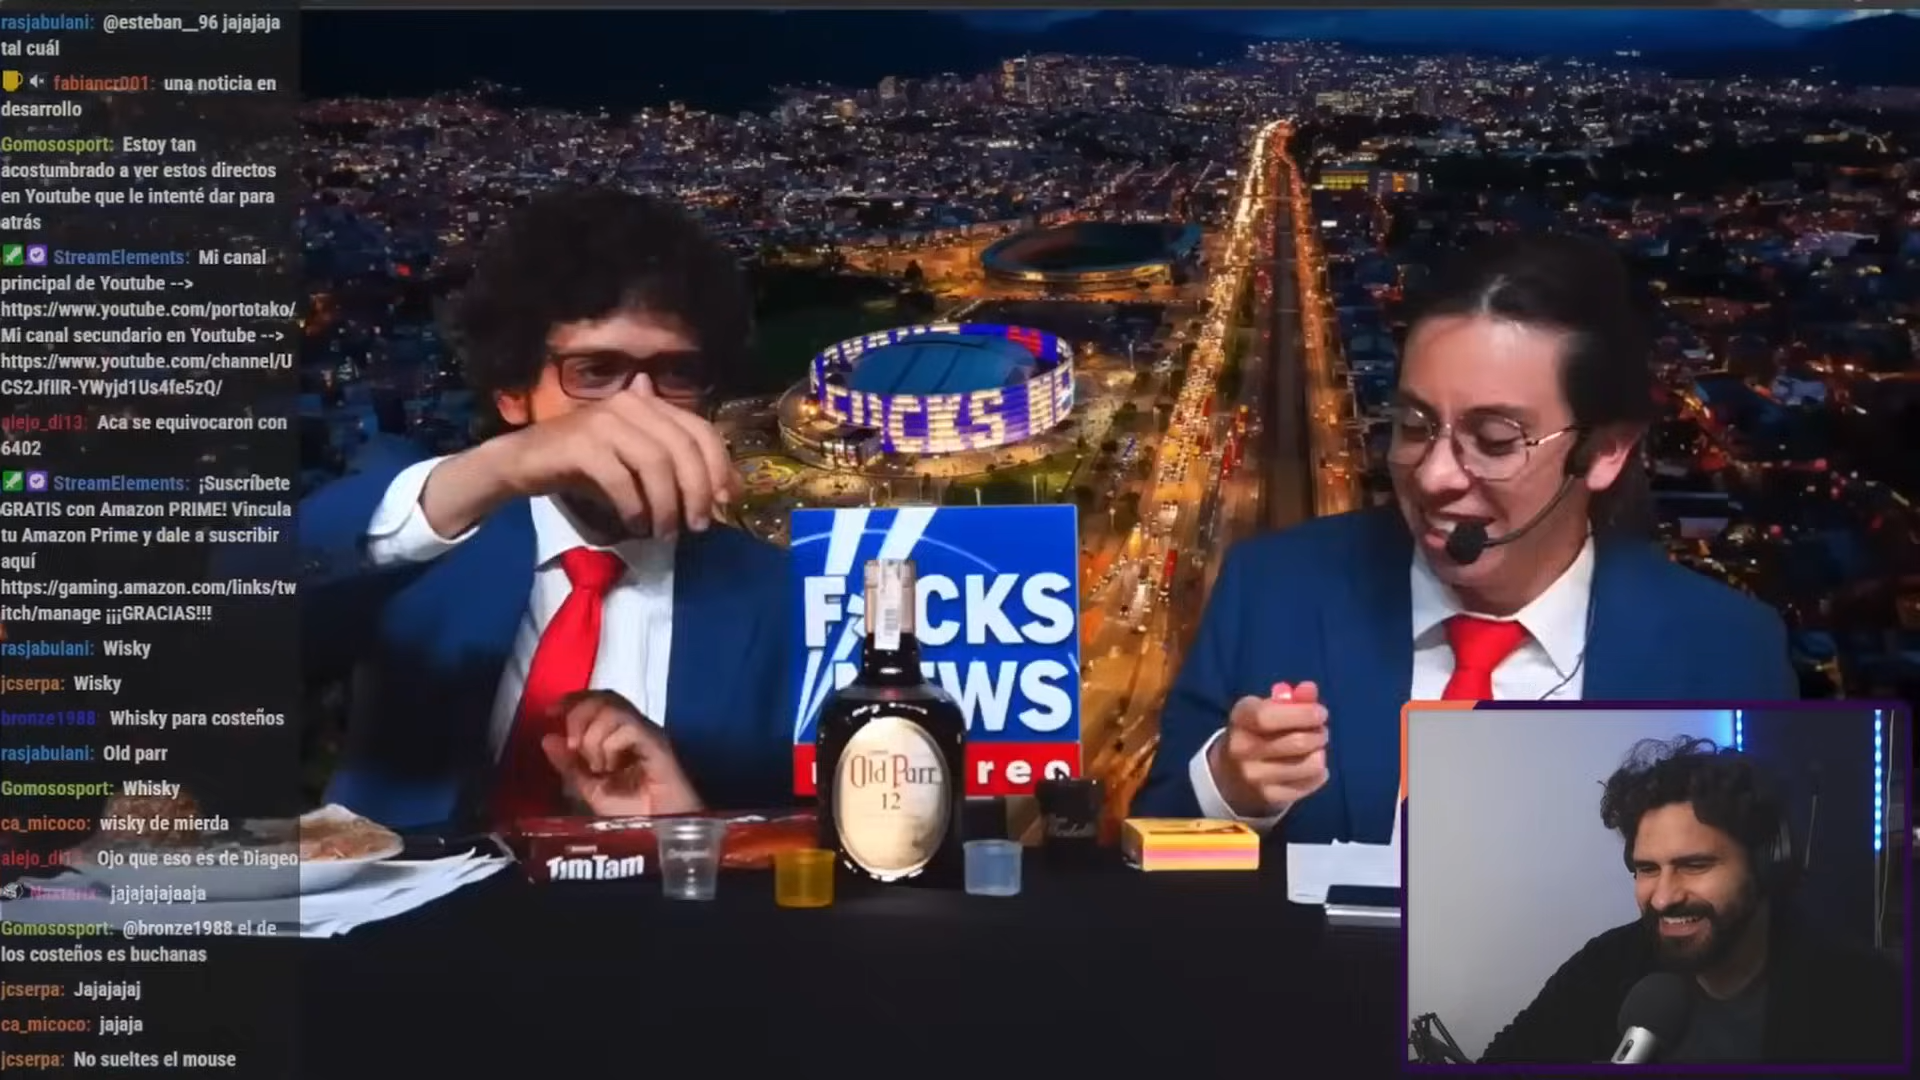 rasjabulani: @esteban__96 jajajaja
tal cuál
fabiancr001: una noticia en
desarrollo
Gomososport: Estoy tan
acostumbrado a ver estos directos
en Youtube que le intenté dar para
atrás
StreamElements: Mi canal
principal de Youtube -->
https://www.youtube.com/portotako/
Mi canal secundario en Youtube -->
https://www.youtube.com/channel/U
CS2JfIlR-YWyjd1Us4fe5zQ/
alejo_di13: Aca se equivocaron con
6402
StreamElements: ¡Suscríbete
GRATIS con Amazon PRIME! Vincula
tu Amazon Prime y dale a suscribir
aquí
https://gaming.amazon.com/links/tw
itch/manage ¡¡¡GRACIAS!!!
rasjabulani: Wisky
jcserpa: Wisky
bronze1988: Whisky para costeños
rasjabulani: Old parr
Gomososport: Whisky
ca_micoco: wisky de mierda
alejo_di13: Ojo que eso es de Diageo
jajajajajaaja
Gomososport: @bronze1988 el de
los costeños es buchanas
jcserpa: Jajajajaj
ca_micoco: jajaja
jcserpa: No sueltes el mouse
FUCKS NE
F CKS
NEWS
reo
Old Parr
12
TimTam